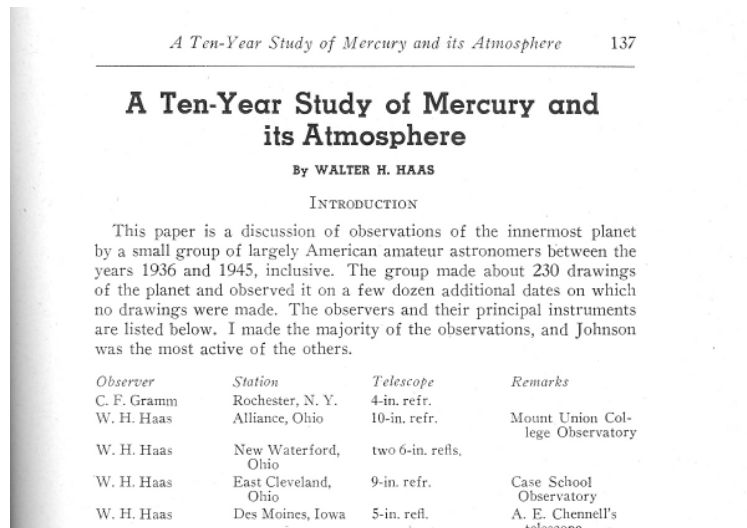 A Ten-Year Study of Mercury and its Atmosphere 137
A Ten-Year Study of Mercury and
its Atmosphere
By WALTER H. HAAS
INTRODUCTION
This paper is a discussion of observations of the innermost planet
by a small group of largely American amateur astronomers between the
years 1936 and 1945, inclusive. The group made about 230 drawings
of the planet and observed it on a few dozen additional dates on which
no drawings were made. The observers and their principal instruments
are listed below. I made the majority of the observations, and Johnson
was the most active of the others.
Observer Station Telescope Remarks
C. F. Gramm Rochester, N. Y. 4-in. refr.
W. H. Haas Alliance, Ohio 10-in. refr. Mount Union Col-
lege Observatory
W. H. Haas New Waterford, two 6-in. refls,
Ohio
W. H. Haas East Cleveland, 9-in. refr. Case School
Ohio Observatory
W. H. Haas Des Moines, Iowa 5-in. refl. A. E. Chennell's